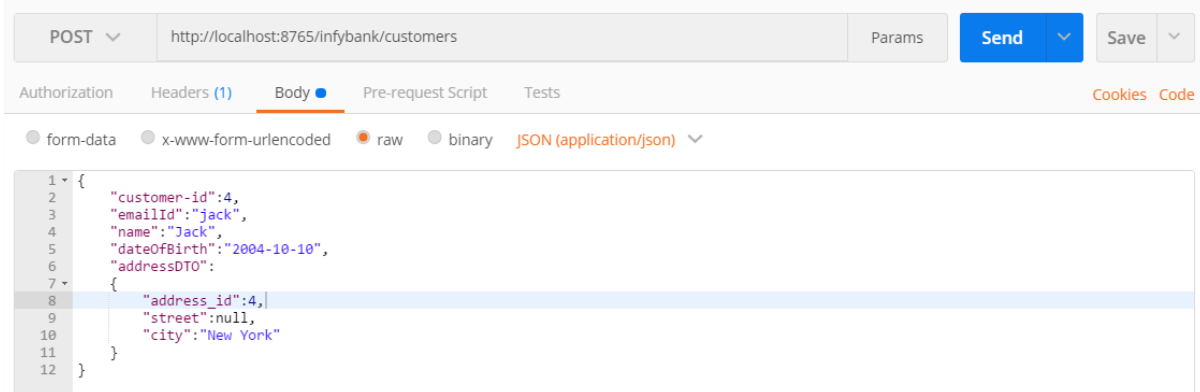 POST http://localhost:8765/infybank/customers Params Send Save
Authorization Headers (1) Body Pre-request Script Tests Cookies Code
form-data x-www-form-urlencoded raw binary JSON (application/json)
1 {
2 "customer-id":4,
3 "emailId":"jack",
4 "name":"Jack",
5 "dateOfBirth":"2004-10-10",
6 "addressDTO":
7 {
8 "address_id":4,
9 "street":null,
10 "city":"New York"
11 }
12 }